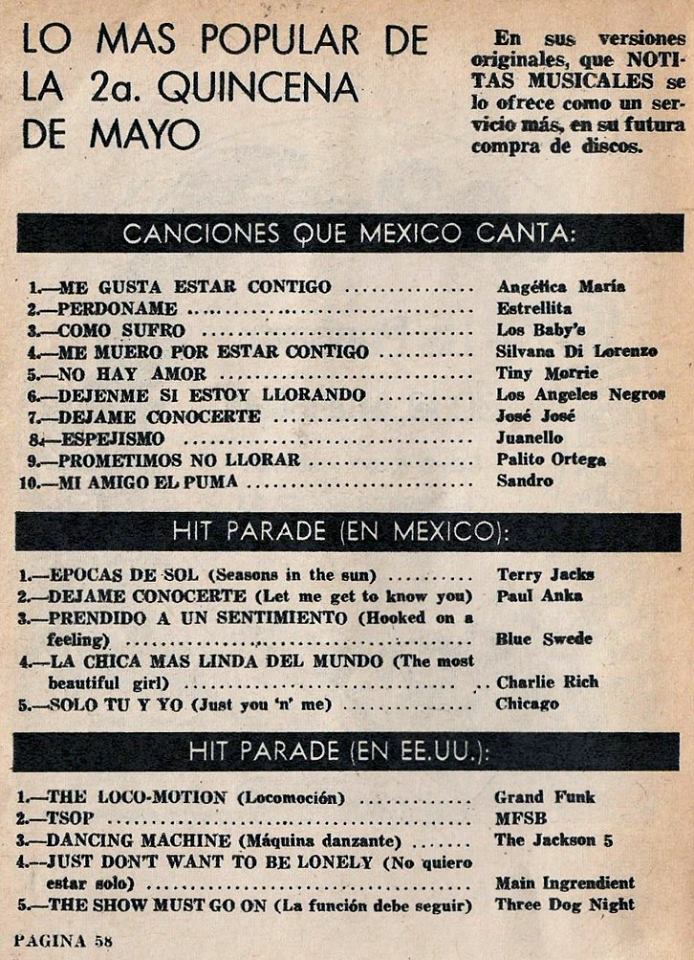 LO MAS POPULAR DE
LA 2a. QUINCENA
DE MAYO
En sus versiones
originales, que NOTI-
TAS MUSICALES se
lo ofrece como un ser-
vicio más, en su futura
compra de discos.
CANCIONES QUE MEXICO CANTA:
1.—ME GUSTA ESTAR CONTIGO .............. Angélica María
2.—PERDONAME .............................. Estrellita
3.—COMO SUFRO ............................. Los Baby's
4.—ME MUERO POR ESTAR CONTIGO .......... Silvana Di Lorenzo
5.—NO HAY AMOR ............................ Tiny Morrie
6.—DEJENME SI ESTOY LLORANDO .......... Los Angeles Negros
7.—DEJAME CONOCERTE ..................... José José
8.—ESPEJISMO ............................... Juanello
9.—PROMETIMOS NO LLORAR ................. Palito Ortega
10.—MI AMIGO EL PUMA ....................... Sandro
HIT PARADE (EN MEXICO):
1.—EPOCAS DE SOL (Seasons in the sun) .......... Terry Jacks
2.—DEJAME CONOCERTE (Let me get to know you) Paul Anka
3.—PRENDIDO A UN SENTIMIENTO (Hooked on a
feeling) ..................................... Blue Swede
4.—LA CHICA MAS LINDA DEL MUNDO (The most
beautiful girl) ............................... Charlie Rich
5.—SOLO TU Y YO (Just you 'n' me) .............. Chicago
HIT PARADE (EN EE.UU.):
1.—THE LOCO-MOTION (Locomoción) ............. Grand Funk
2.—TSOP ....................................... MFSB
3.—DANCING MACHINE (Máquina danzante) ....... The Jackson 5
4.—JUST DON'T WANT TO BE LONELY (No quiero
estar solo) ................................... Main Ingrendient
5.—THE SHOW MUST GO ON (La función debe seguir) Three Dog Night
PAGINA 58